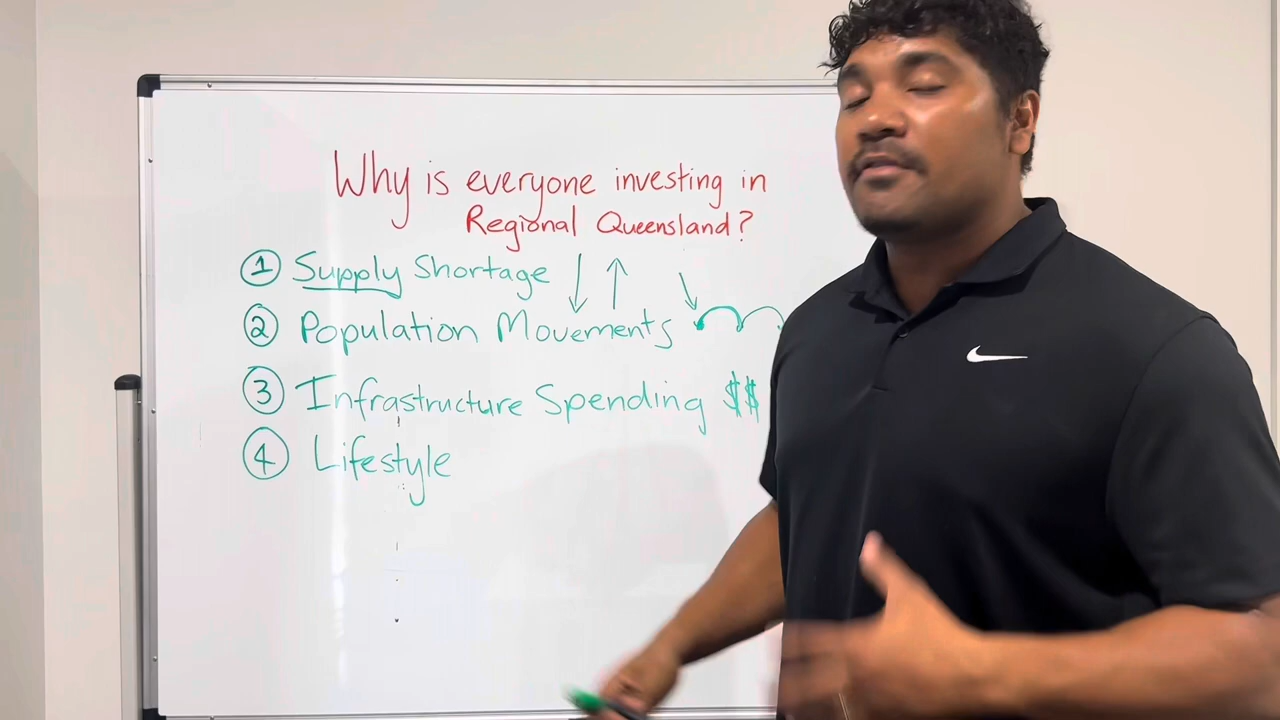 Why is everyone investing in
Regional Queensland?
① Supply Shortage
② Population Movements
③ Infrastructure Spending $$
④ Lifestyle